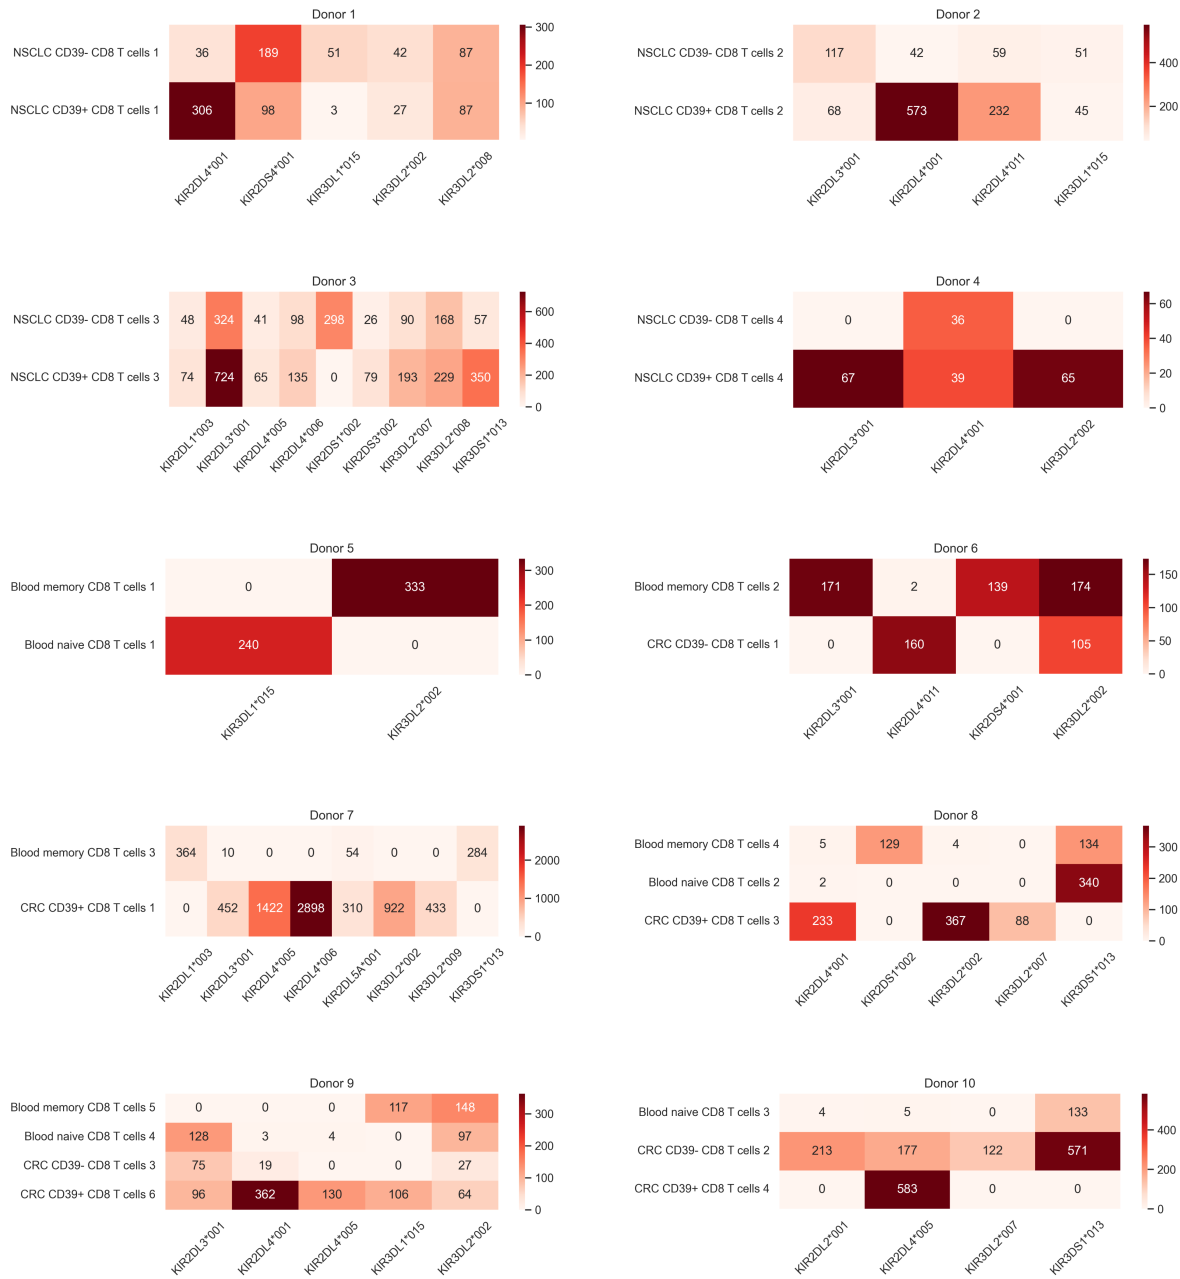 Donor 1
NSCLC CD39- CD8 T cells 1 36 189 51 42 87
NSCLC CD39+ CD8 T cells 1 306 98 3 27 87
KIR2DL4*001 KIR2DS4*001 KIR3DL1*015 KIR3DL2*002 KIR3DL2*008
300
200
100
Donor 2
NSCLC CD39- CD8 T cells 2 117 42 59 51
NSCLC CD39+ CD8 T cells 2 68 573 232 45
KIR2DL3*001 KIR2DL4*001 KIR2DL4*011 KIR3DL1*015
400
200
Donor 3
NSCLC CD39- CD8 T cells 3 48 324 41 98 298 26 90 168 57
NSCLC CD39+ CD8 T cells 3 74 724 65 135 0 79 193 229 350
KIR2DL1*003 KIR2DL3*001 KIR2DL4*005 KIR2DL4*006 KIR2DS1*002 KIR2DS3*002 KIR3DL2*007 KIR3DL2*008 KIR3DS1*013
600
400
200
0
Donor 4
NSCLC CD39- CD8 T cells 4 0 36 0
NSCLC CD39+ CD8 T cells 4 67 39 65
KIR2DL3*001 KIR2DL4*001 KIR3DL2*002
60
40
20
0
Donor 5
Blood memory CD8 T cells 1 0 333
Blood naive CD8 T cells 1 240 0
KIR3DL1*015 KIR3DL2*002
300
200
100
0
Donor 6
Blood memory CD8 T cells 2 171 2 139 174
CRC CD39- CD8 T cells 1 0 160 0 105
KIR2DL3*001 KIR2DL4*011 KIR2DS4*001 KIR3DL2*002
150
100
50
0
Donor 7
Blood memory CD8 T cells 3 364 10 0 0 54 0 0 284
CRC CD39+ CD8 T cells 1 0 452 1422 2898 310 922 433 0
KIR2DL1*003 KIR2DL3*001 KIR2DL4*005 KIR2DL4*006 KIR2DL5A*001 KIR3DL2*002 KIR3DL2*009 KIR3DS1*013
2000
1000
0
Donor 8
Blood memory CD8 T cells 4 5 129 4 0 134
Blood naive CD8 T cells 2 2 0 0 0 340
CRC CD39+ CD8 T cells 3 233 0 367 88 0
KIR2DL4*001 KIR2DS1*002 KIR3DL2*002 KIR3DL2*007 KIR3DS1*013
300
200
100
0
Donor 9
Blood memory CD8 T cells 5 0 0 0 117 148
Blood naive CD8 T cells 4 128 3 4 0 97
CRC CD39- CD8 T cells 3 75 19 0 0 27
CRC CD39+ CD8 T cells 6 96 362 130 106 64
KIR2DL3*001 KIR2DL4*001 KIR2DL4*005 KIR3DL1*015 KIR3DL2*002
300
200
100
0
Donor 10
Blood naive CD8 T cells 3 4 5 0 133
CRC CD39- CD8 T cells 2 213 177 122 571
CRC CD39+ CD8 T cells 4 0 583 0 0
KIR2DL2*001 KIR2DL4*005 KIR3DL2*007 KIR3DS1*013
400
200
0